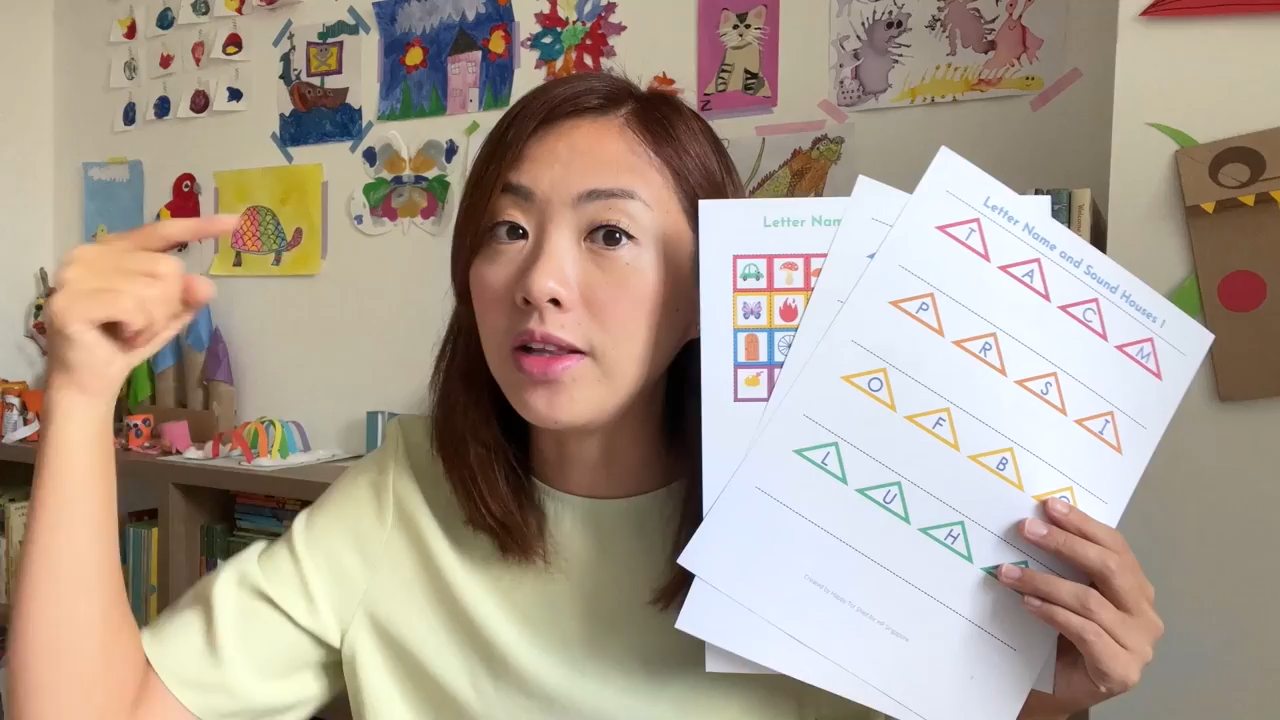 Letter Nam
Letter Name and Sound Houses 1
T A C M
P R S I
O F B
L U H